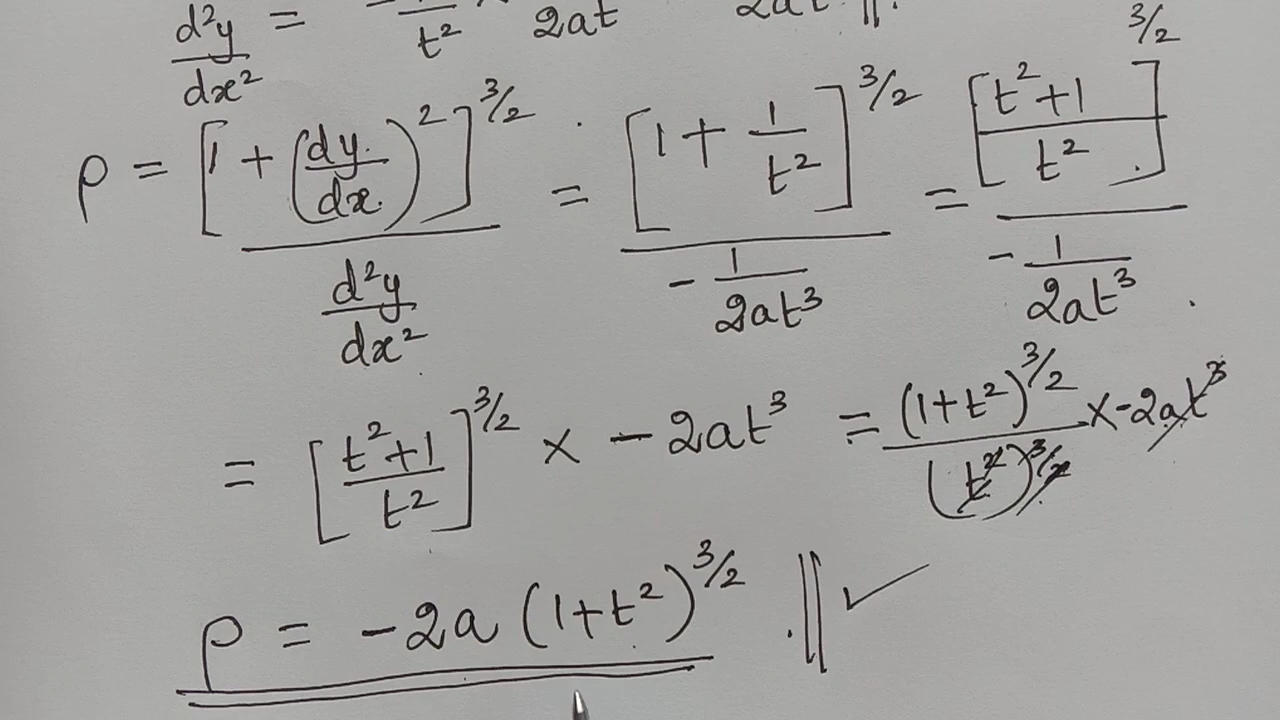 d²y/dx² = -1/t² × 1/2at 2at ||.
ρ = [1 + (dy/dx)²]^3/2 / d²y/dx² = [1 + 1/t²]^3/2 / -1/2at³ = [t²+1/t²]^3/2 / -1/2at³.
= [t²+1/t²]^3/2 × -2at³ = (1+t²)^3/2 / (t²)^3/2 × -2at³
ρ = -2a (1+t²)^3/2 .|| ✓